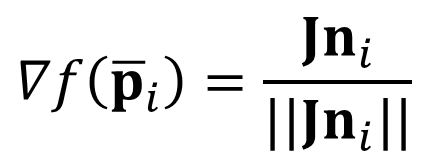 ∇f(p̅ᵢ) = Jnᵢ / ||Jnᵢ||